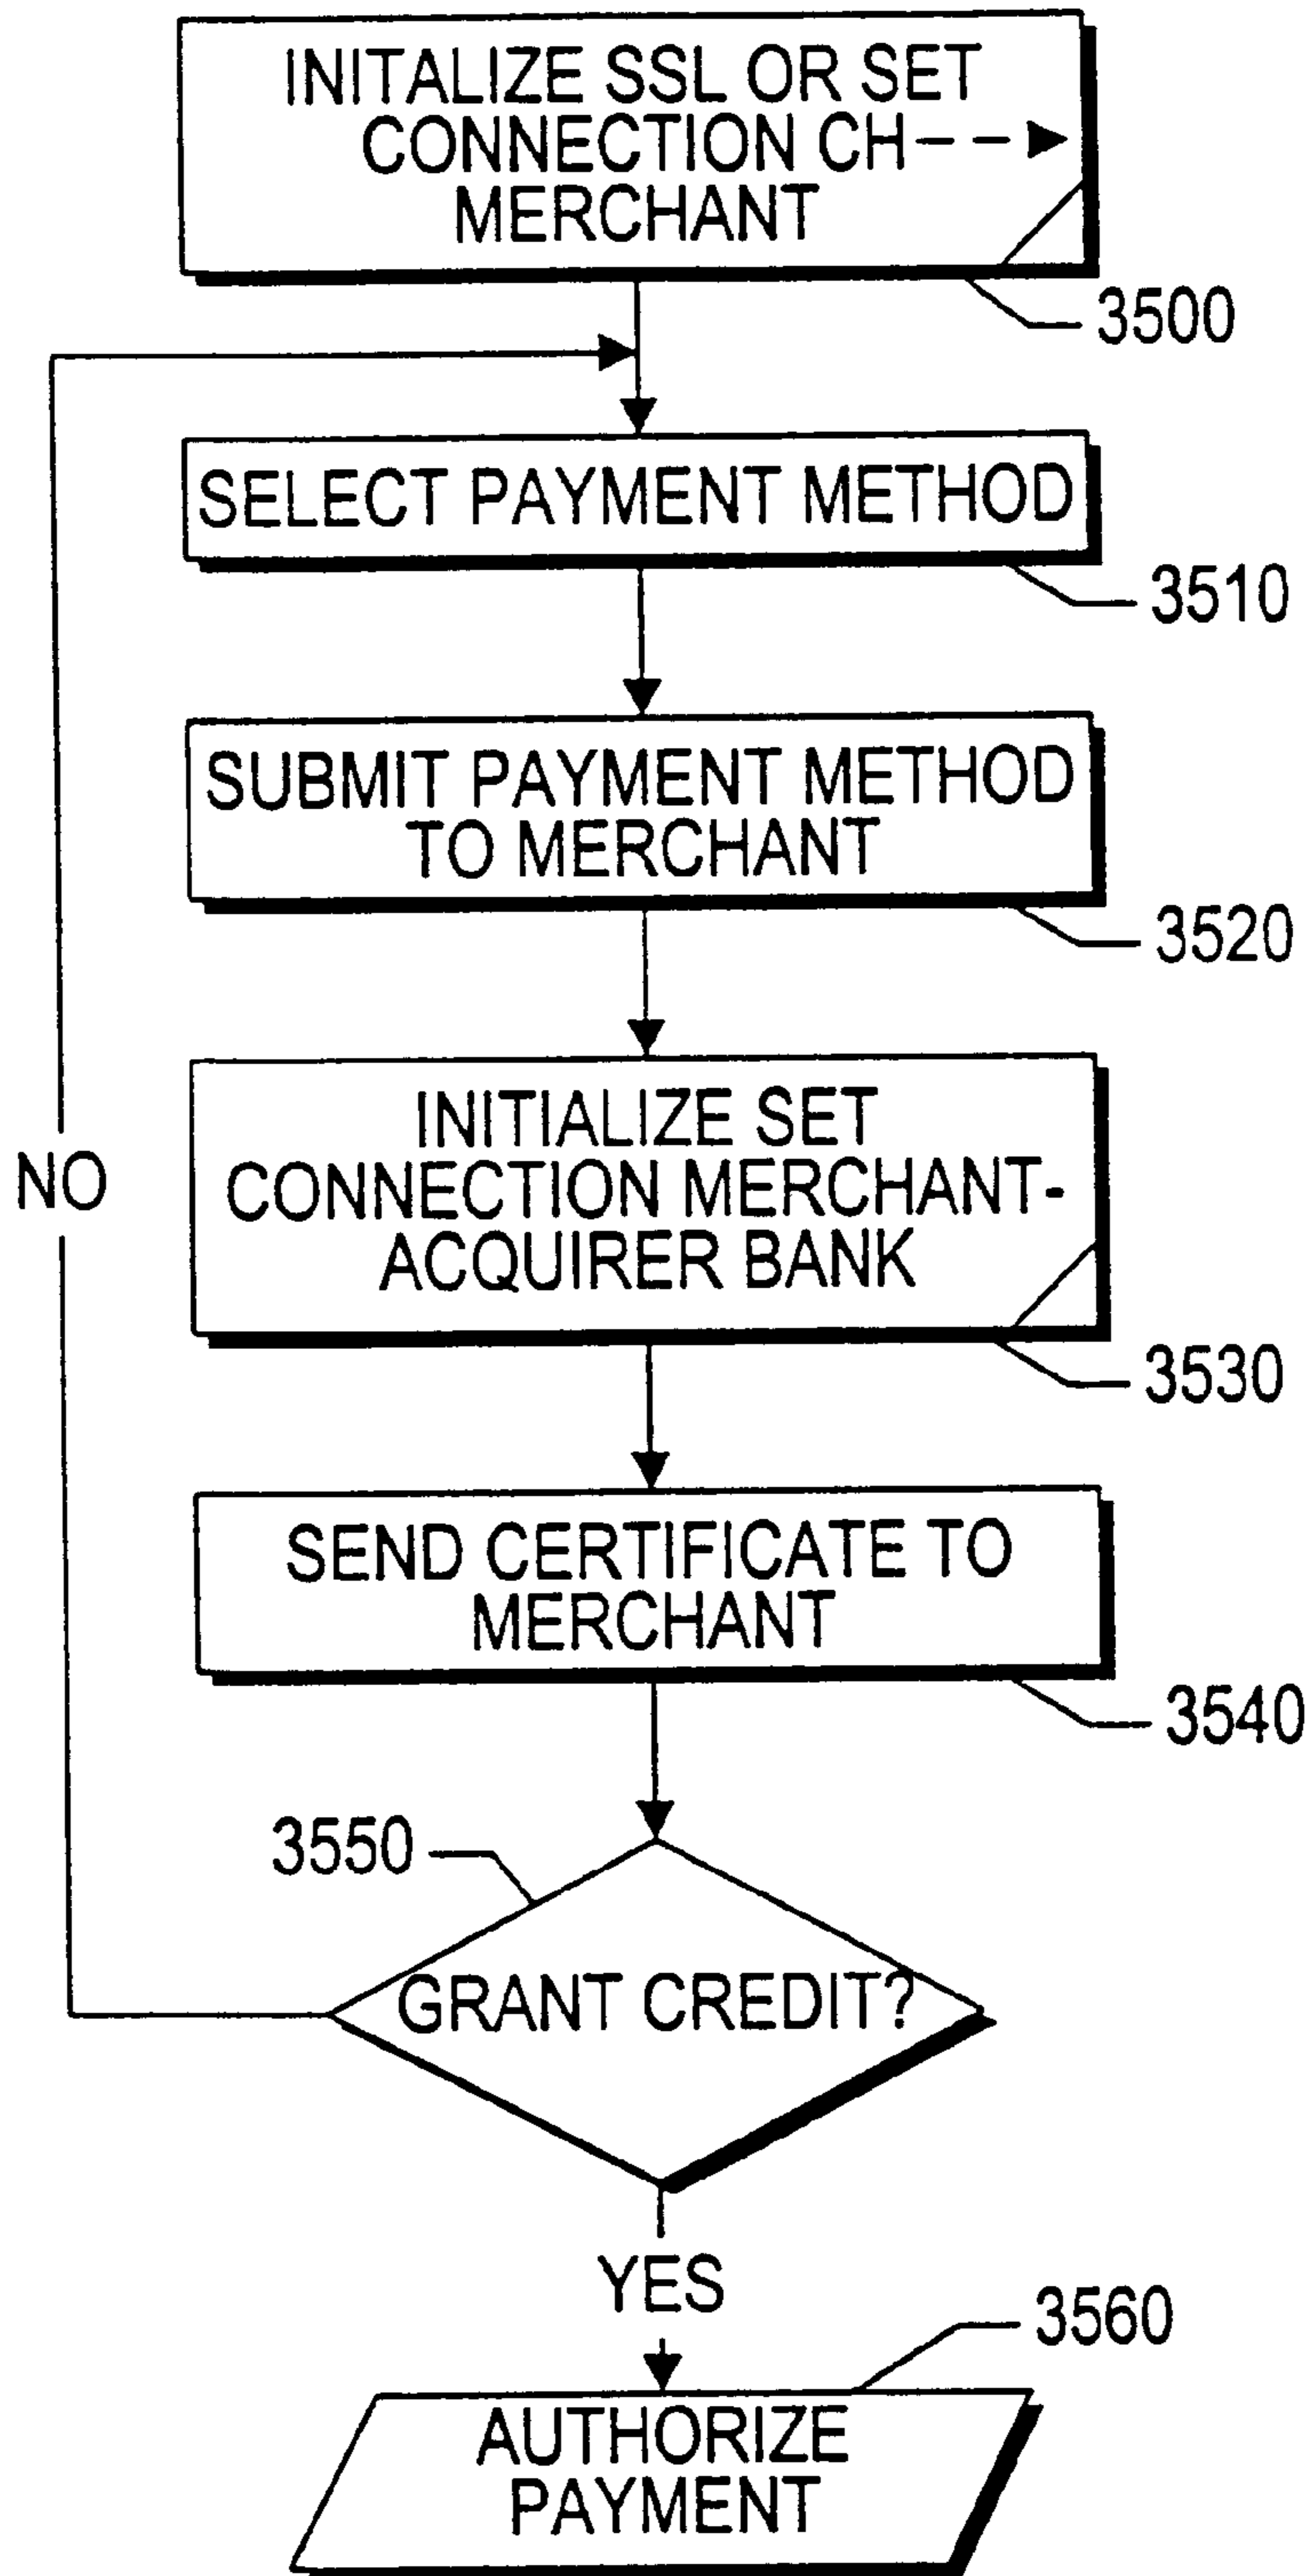 INITALIZE SSL OR SET
CONNECTION CH
MERCHANT
3500
SELECT PAYMENT METHOD
3510
SUBMIT PAYMENT METHOD
TO MERCHANT
3520
INITIALIZE SET
CONNECTION MERCHANT-
ACQUIRER BANK
NO
3530
SEND CERTIFICATE TO
MERCHANT
3540
3550
GRANT CREDIT?
YES
3560
AUTHORIZE
PAYMENT